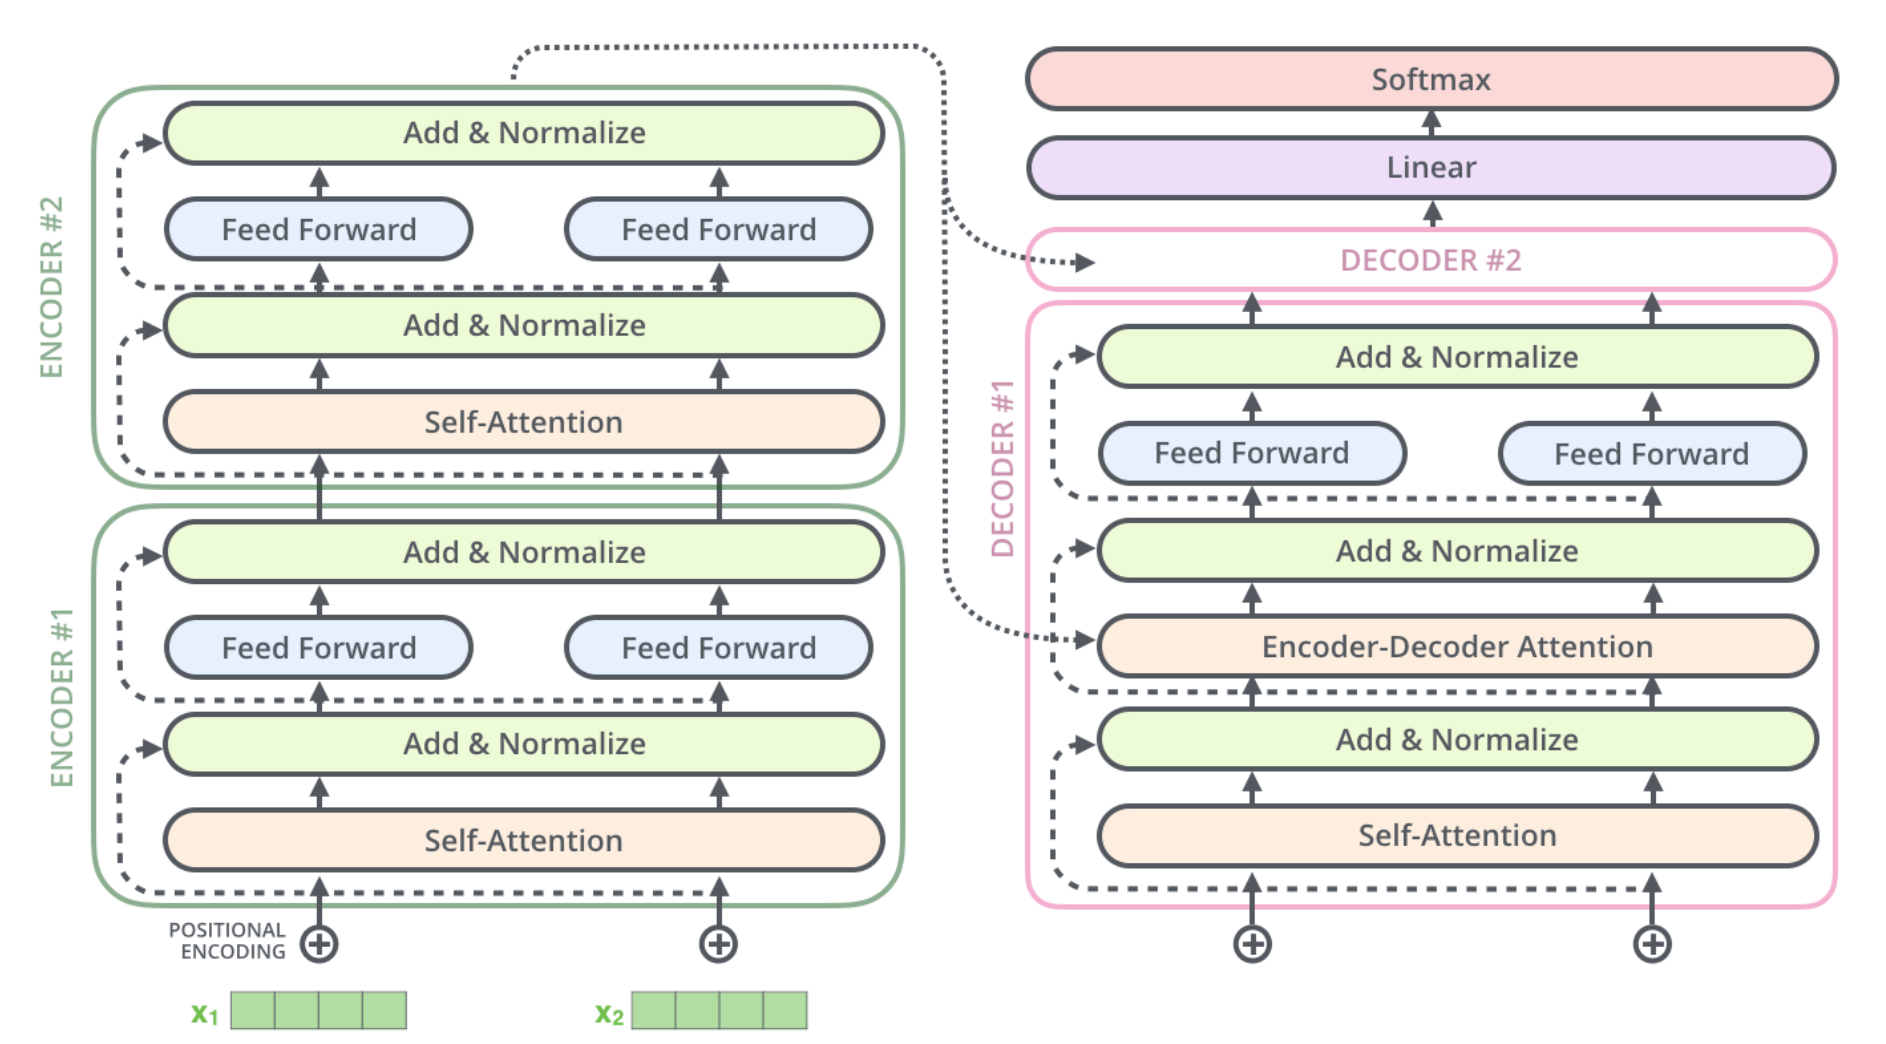 ENCODER #2
Add & Normalize
Feed Forward
Feed Forward
Add & Normalize
Self-Attention
ENCODER #1
Add & Normalize
Feed Forward
Feed Forward
Add & Normalize
Self-Attention
POSITIONAL
ENCODING
x1
x2
Softmax
Linear
DECODER #2
DECODER #1
Add & Normalize
Feed Forward
Feed Forward
Add & Normalize
Encoder-Decoder Attention
Add & Normalize
Self-Attention